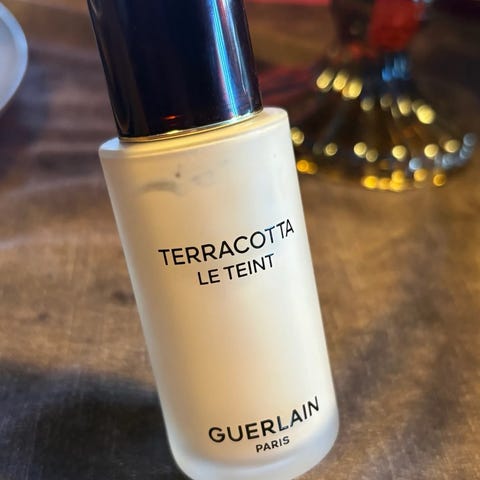 TERRACOTTA
LE TEINT
GUERLAIN
PARIS